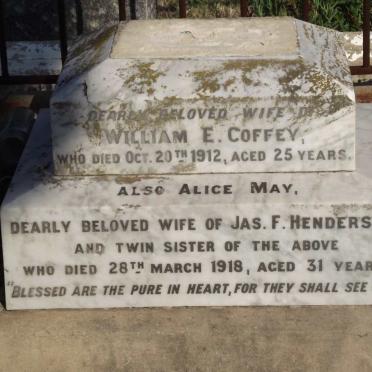 DEARLY BELOVED WIFE OF
WILLIAM E. COFFEY,
WHO DIED OCT. 20TH 1912, AGED 25 YEARS.
ALSO ALICE MAY,
DEARLY BELOVED WIFE OF JAS. F. HENDERS
AND TWIN SISTER OF THE ABOVE
WHO DIED 28TH MARCH 1918, AGED 31 YEAR
"BLESSED ARE THE PURE IN HEART, FOR THEY SHALL SEE